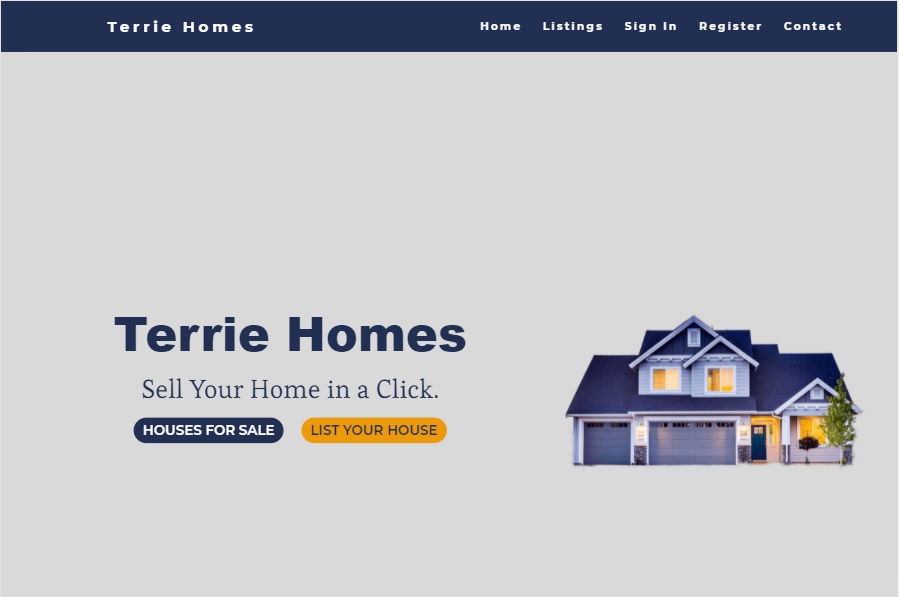 Terrie Homes
Home Listings Sign In Register Contact
Terrie Homes
Sell Your Home in a Click.
HOUSES FOR SALE LIST YOUR HOUSE